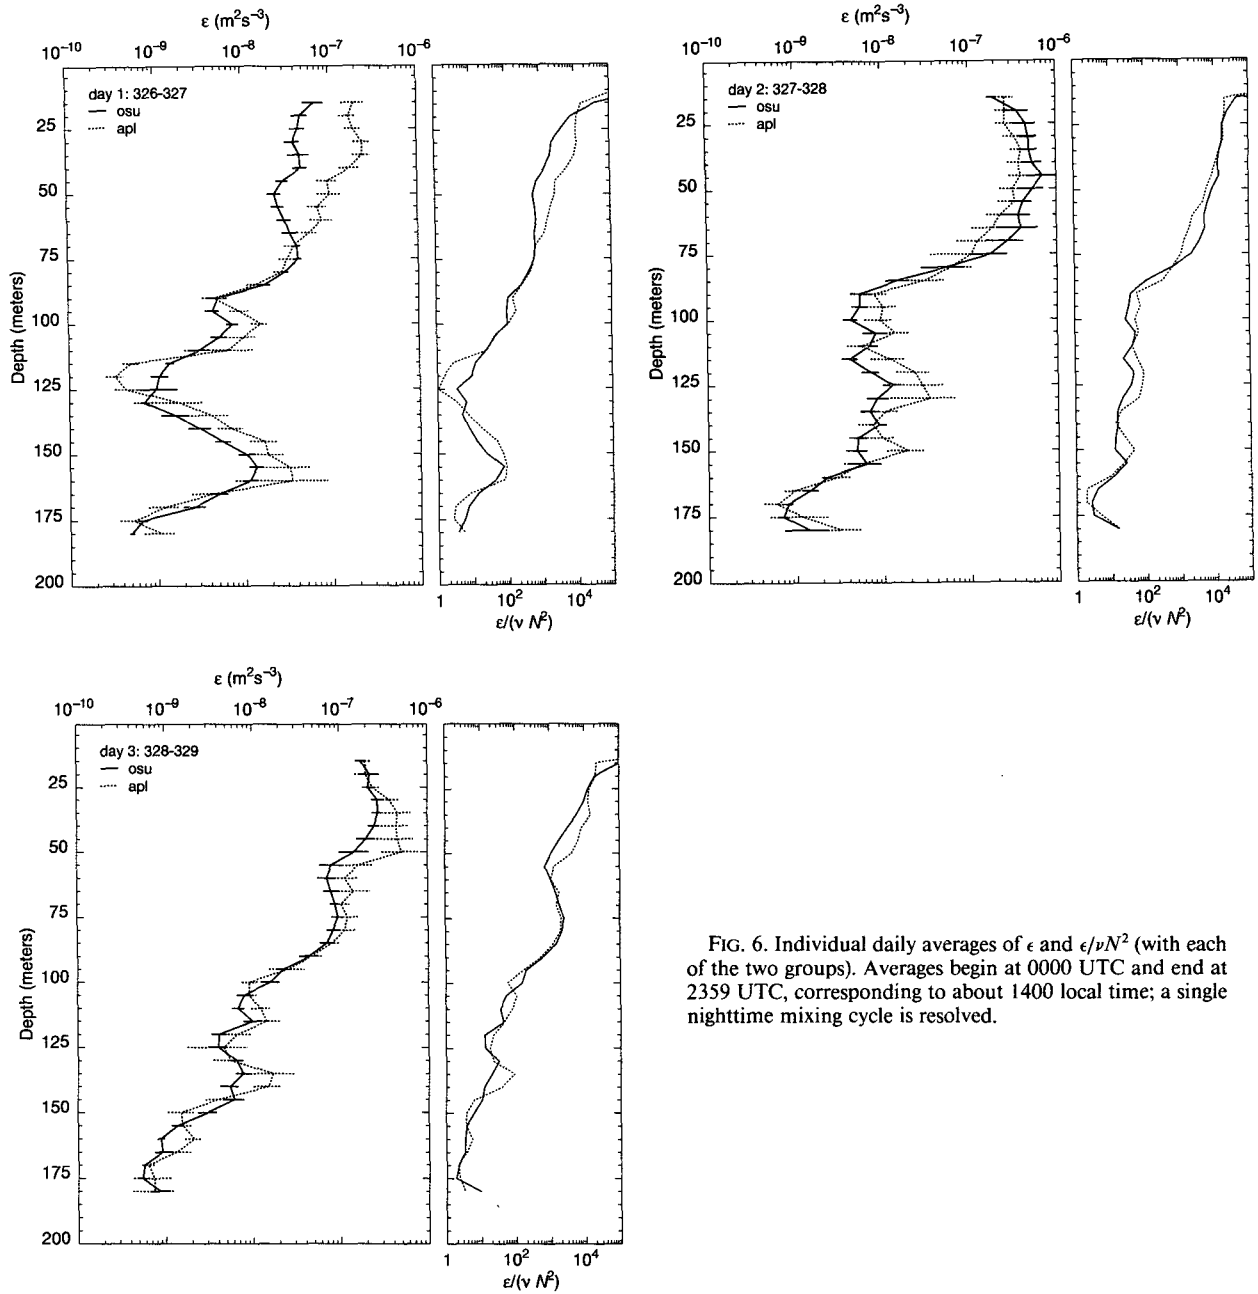 ε (m²s⁻³)
10⁻¹⁰ 10⁻⁹ 10⁻⁸ 10⁻⁷ 10⁻⁶
day 1: 326-327
osu
apl
Depth (meters)
25
50
75
100
125
150
175
200
1 10² 10⁴
ε/(ν N²)
ε (m²s⁻³)
10⁻¹⁰ 10⁻⁹ 10⁻⁸ 10⁻⁷ 10⁻⁶
day 2: 327-328
osu
apl
Depth (meters)
25
50
75
100
125
150
175
200
1 10² 10⁴
ε/(ν N²)
ε (m²s⁻³)
10⁻¹⁰ 10⁻⁹ 10⁻⁸ 10⁻⁷ 10⁻⁶
day 3: 328-329
osu
apl
Depth (meters)
25
50
75
100
125
150
175
200
1 10² 10⁴
ε/(ν N²)
FIG. 6. Individual daily averages of ϵ and ϵ/νN² (with each
of the two groups). Averages begin at 0000 UTC and end at
2359 UTC, corresponding to about 1400 local time; a single
nighttime mixing cycle is resolved.